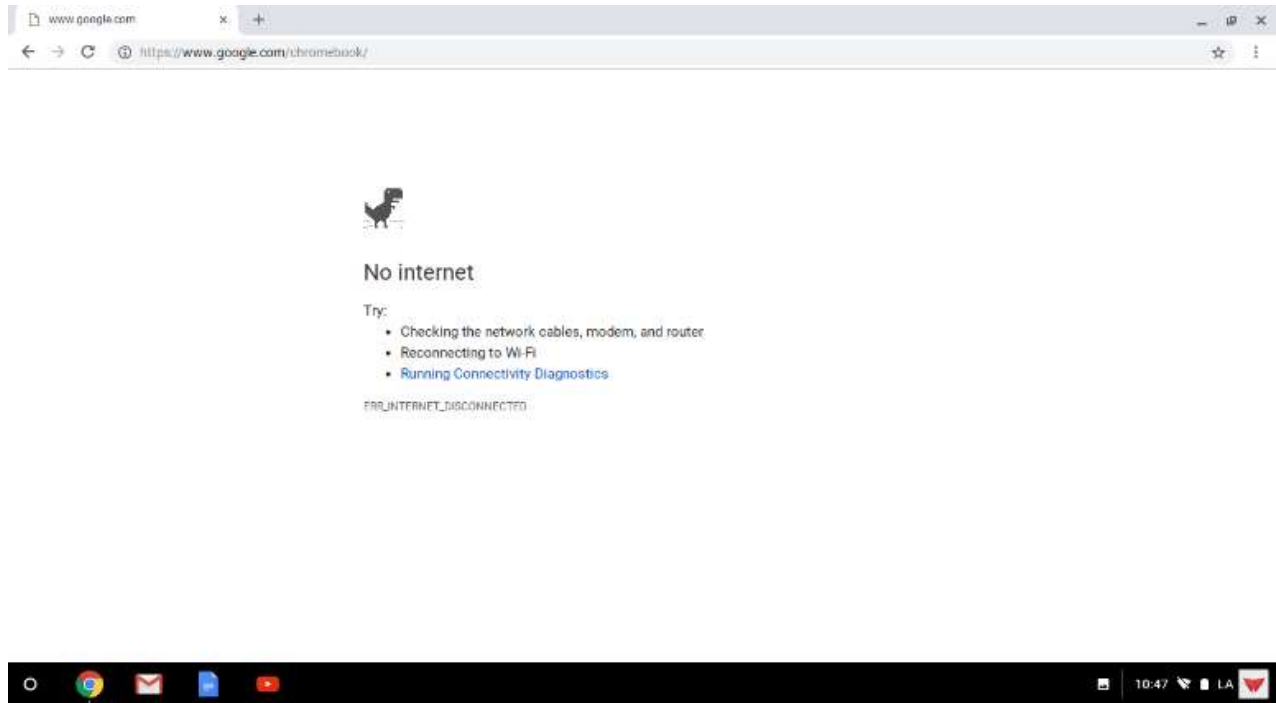 www.google.com
https://www.google.com/chromebook/
No internet
Try:
Checking the network cables, modem, and router
Reconnecting to Wi-Fi
Running Connectivity Diagnostics
ERR_INTERNET_DISCONNECTED
10:47 LA